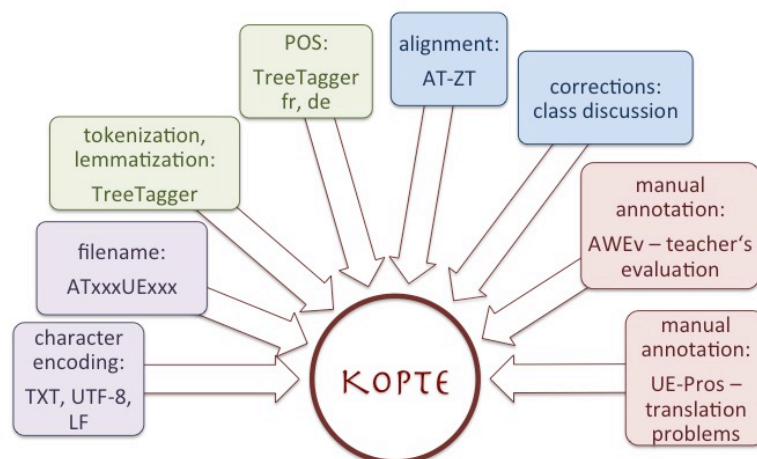 POS:
TreeTagger
fr, de
alignment:
AT-ZT
corrections:
class discussion
tokenization,
lemmatization:
TreeTagger
manual
annotation:
AWEv – teacher‘s
evaluation
filename:
ATxxxUExxx
character
encoding:
TXT, UTF-8,
LF
KOPTE
manual
annotation:
UE-Pros –
translation
problems